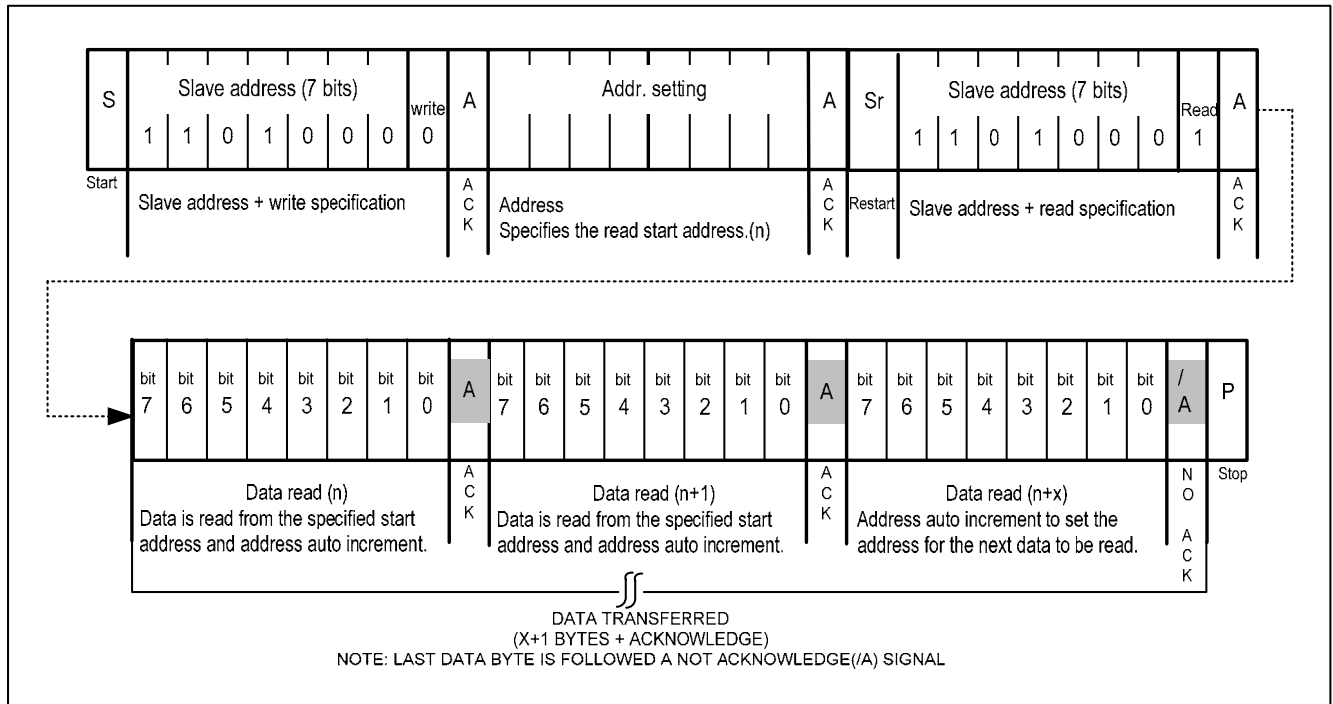 S
Slave address (7 bits)
write
A
Addr. setting
A
Sr
Slave address (7 bits)
Read
A
1 1 0 1 0 0 0 0
1 1 0 1 0 0 0 1
Start
Slave address + write specification
A
C
K
Address
Specifies the read start address.(n)
A
C
K
Restart
Slave address + read specification
A
C
K
bit bit bit bit bit bit bit bit
7 6 5 4 3 2 1 0
A
bit bit bit bit bit bit bit bit
7 6 5 4 3 2 1 0
A
bit bit bit bit bit bit bit bit
7 6 5 4 3 2 1 0
/
A
P
Data read (n)
Data is read from the specified start
address and address auto increment.
A
C
K
Data read (n+1)
Data is read from the specified start
address and address auto increment.
A
C
K
Data read (n+x)
Address auto increment to set the
address for the next data to be read.
N
O
A
C
K
Stop
DATA TRANSFERRED
(X+1 BYTES + ACKNOWLEDGE)
NOTE: LAST DATA BYTE IS FOLLOWED A NOT ACKNOWLEDGE(/A) SIGNAL